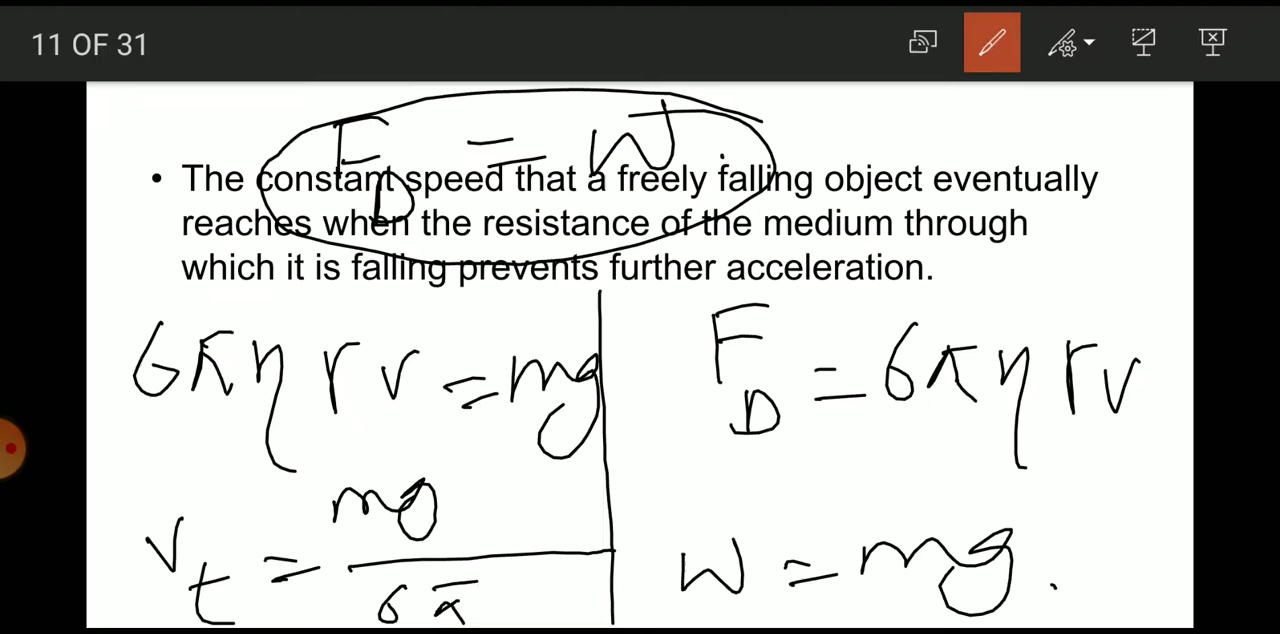 11 OF 31
F_D = W
• The constant speed that a freely falling object eventually
reaches when the resistance of the medium through
which it is falling prevents further acceleration.
6πηrv = mg
F_D = 6πηrv
v_t = mg / 6π
W = mg.